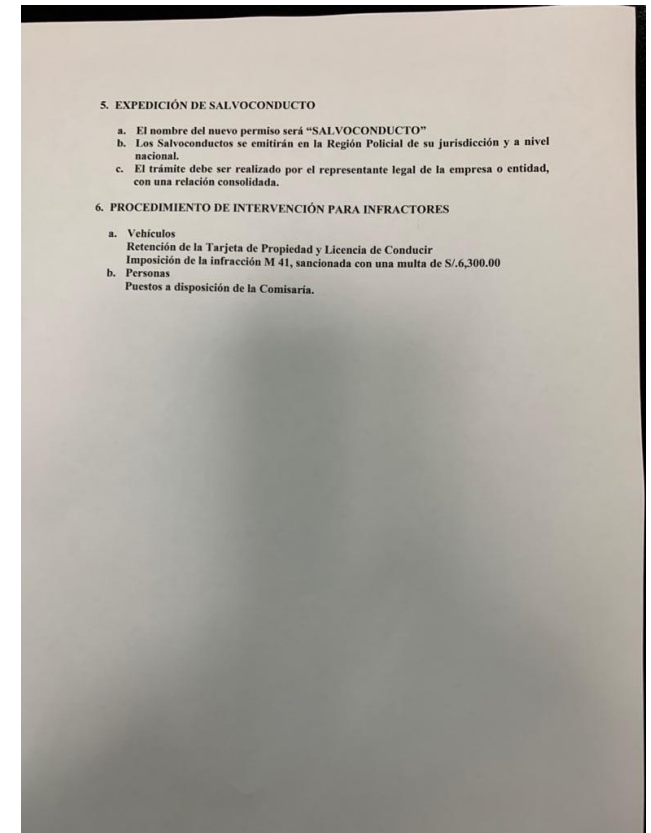 5. EXPEDICIÓN DE SALVOCONDUCTO
a. El nombre del nuevo permiso será “SALVOCONDUCTO”
b. Los Salvoconductos se emitirán en la Región Policial de su jurisdicción y a nivel
nacional.
c. El trámite debe ser realizado por el representante legal de la empresa o entidad,
con una relación consolidada.
6. PROCEDIMIENTO DE INTERVENCIÓN PARA INFRACTORES
a. Vehículos
Retención de la Tarjeta de Propiedad y Licencia de Conducir
Imposición de la infracción M 41, sancionada con una multa de S/.6,300.00
b. Personas
Puestos a disposición de la Comisaría.